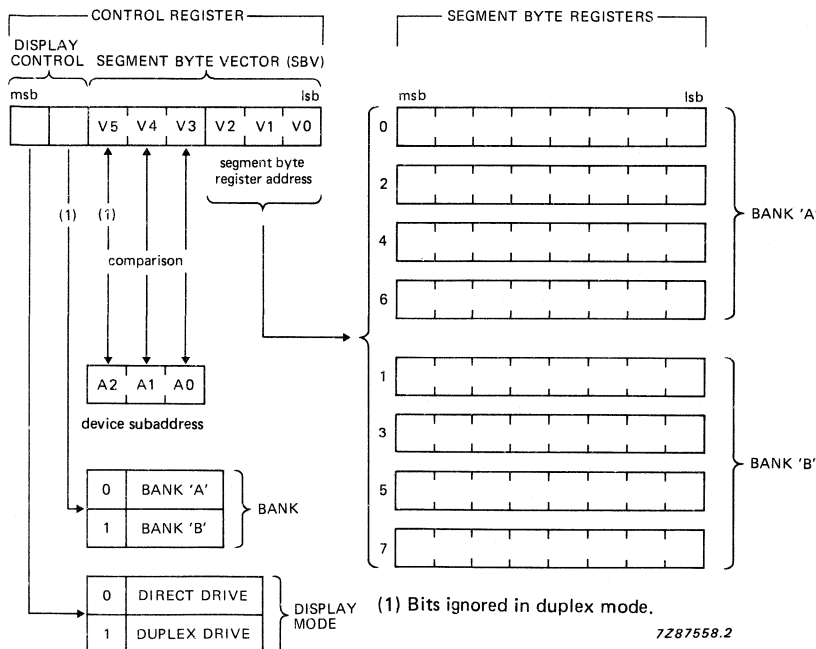 CONTROL REGISTER
DISPLAY CONTROL
SEGMENT BYTE VECTOR (SBV)
msb
lsb
V5 V4 V3 V2 V1 V0
segment byte
register address
(1)
(1)
comparison
A2 A1 A0
device subaddress
0 BANK 'A'
1 BANK 'B'
BANK
0 DIRECT DRIVE
1 DUPLEX DRIVE
DISPLAY
MODE
SEGMENT BYTE REGISTERS
msb
lsb
0
2
4
6
BANK 'A'
1
3
5
7
BANK 'B'
(1) Bits ignored in duplex mode.
7Z87558.2